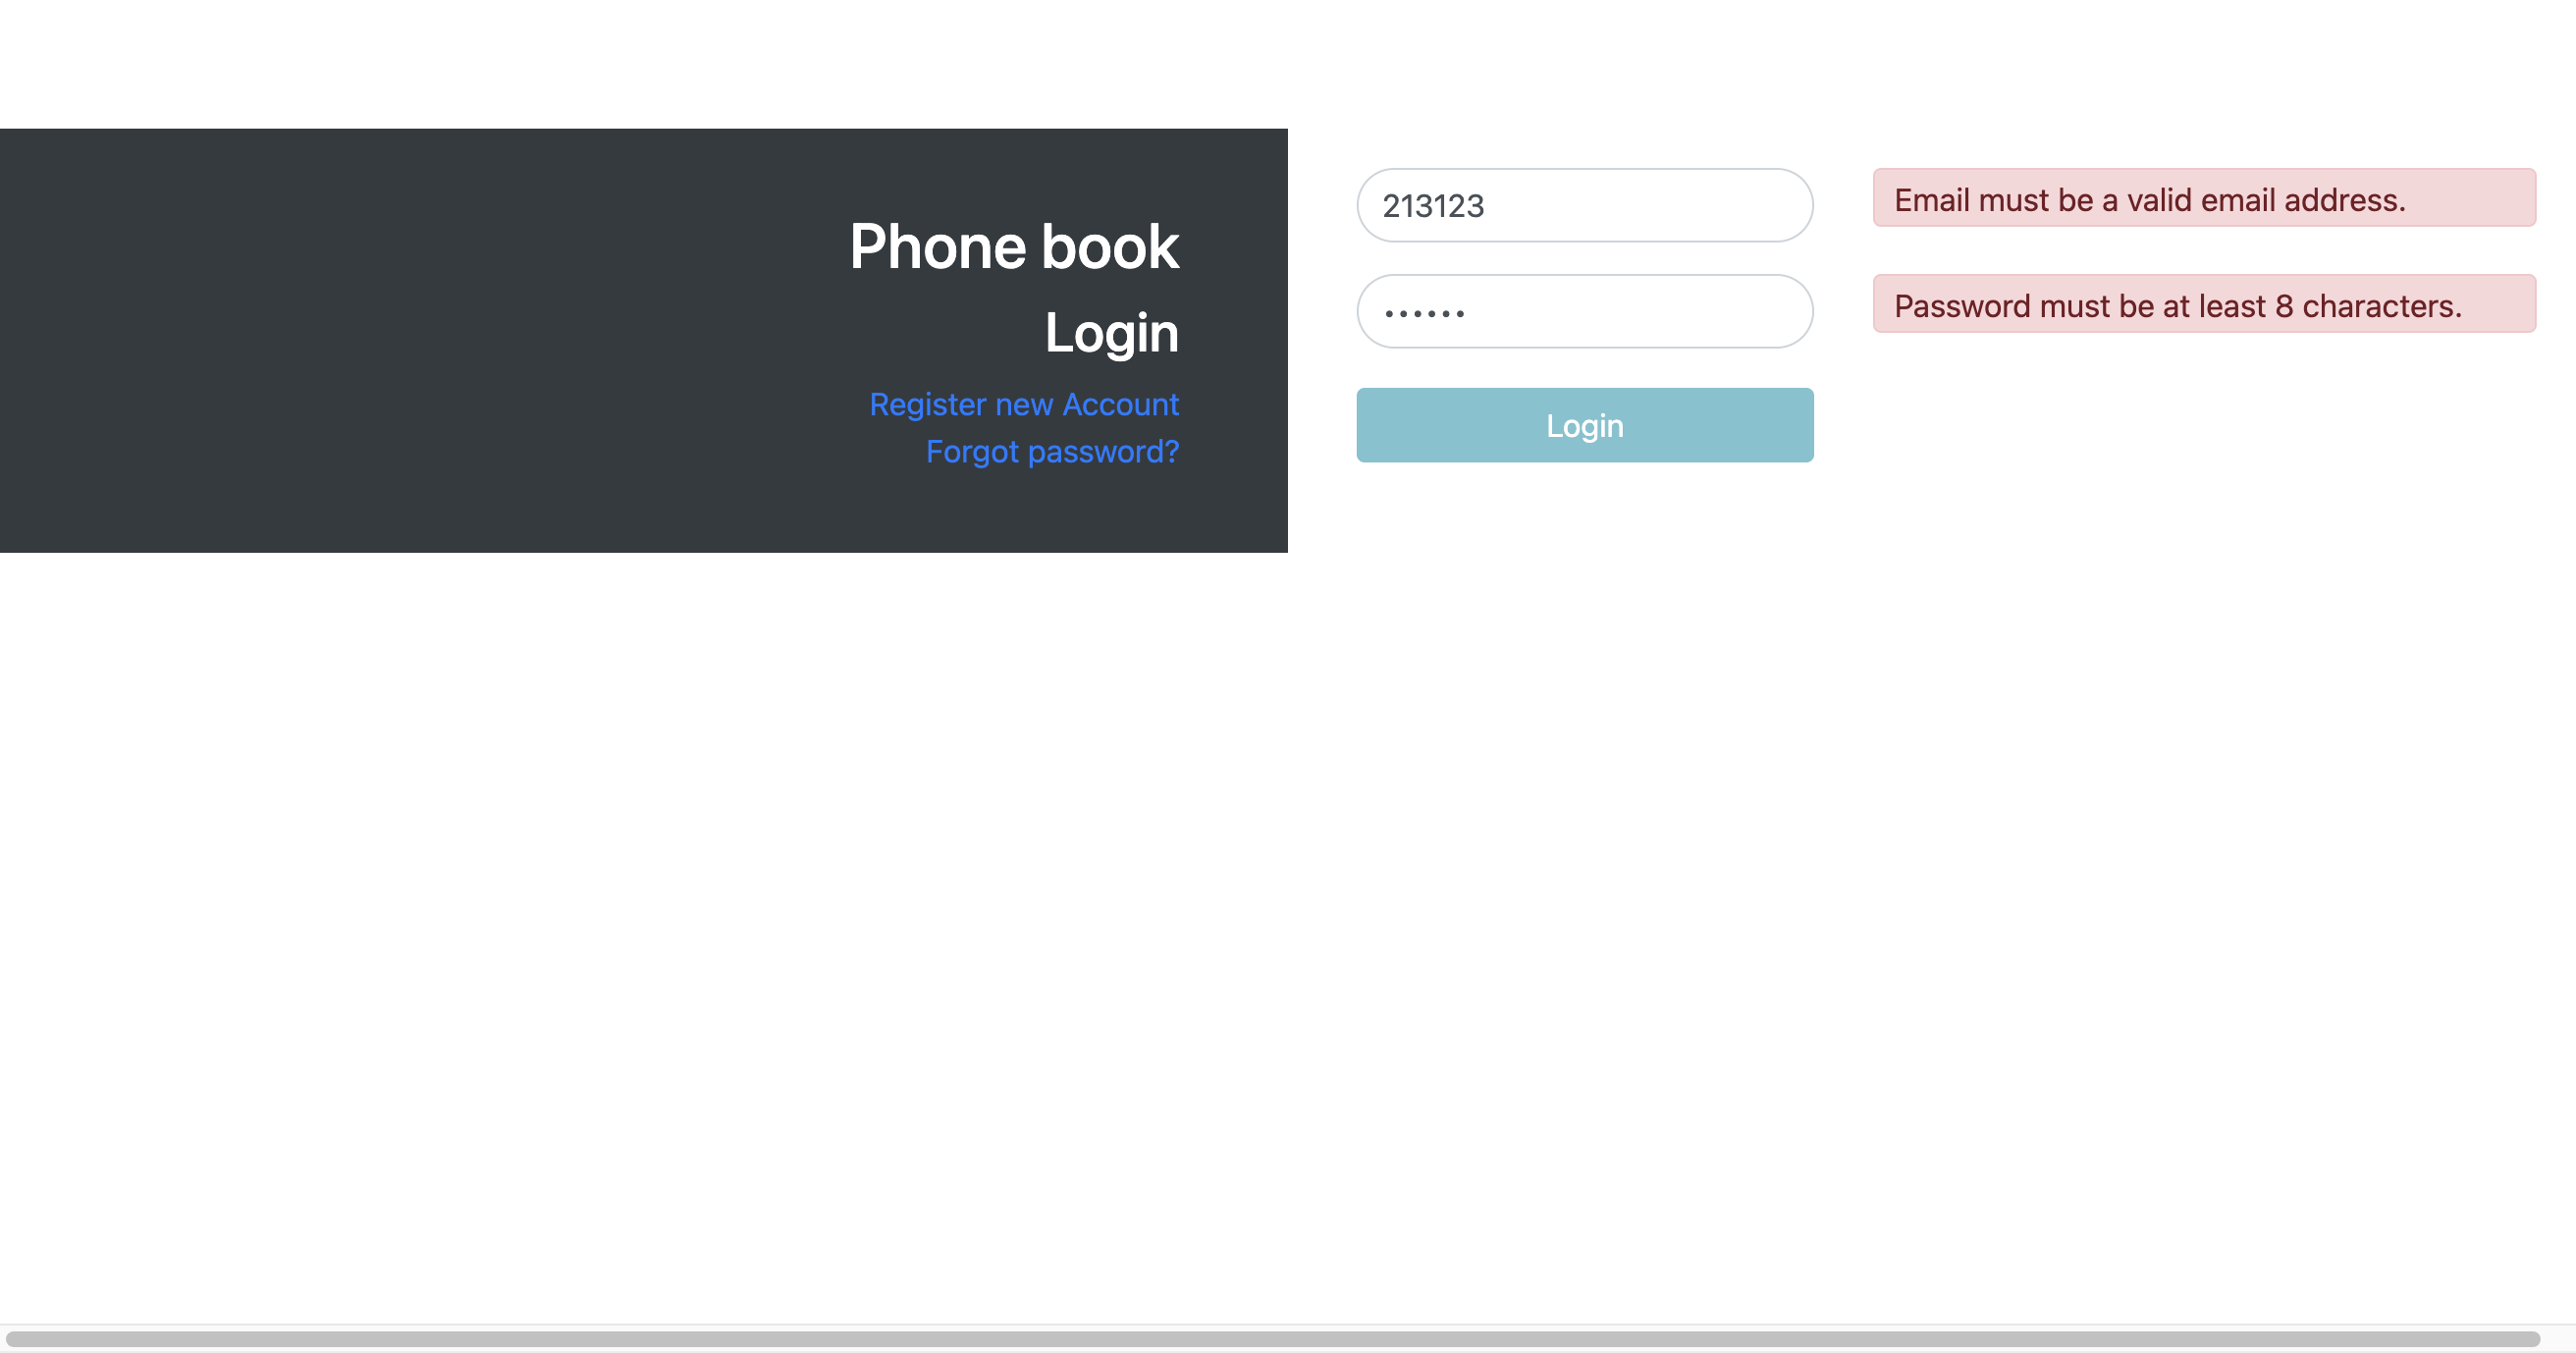 Phone book
Login
Register new Account
Forgot password?
213123
Email must be a valid email address.
••••••
Password must be at least 8 characters.
Login